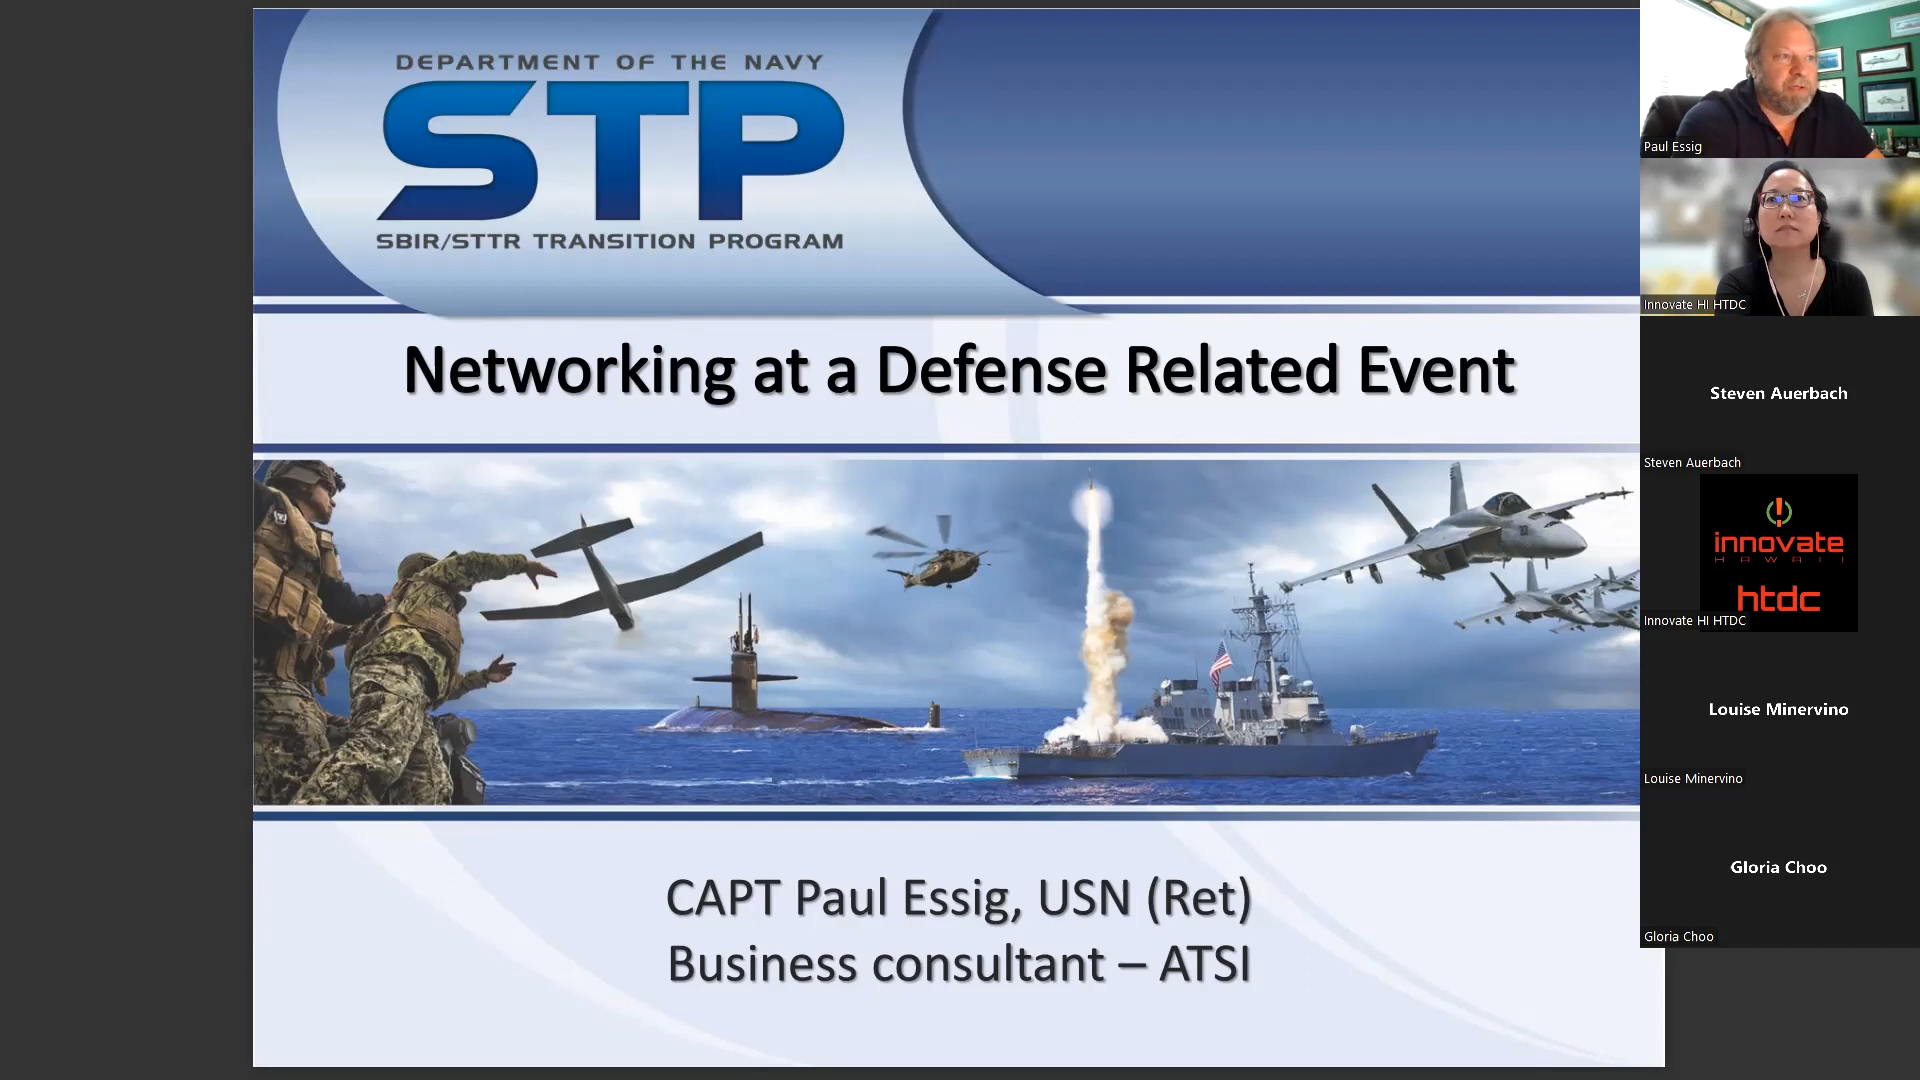 DEPARTMENT OF THE NAVY
STP
SBIR/STTR TRANSITION PROGRAM
Networking at a Defense Related Event
CAPT Paul Essig, USN (Ret)
Business consultant – ATSI
Paul Essig
Innovate HI HTDC
Steven Auerbach
Steven Auerbach
innovate
HAWAII
htdc
Innovate HI HTDC
Louise Minervino
Louise Minervino
Gloria Choo
Gloria Choo